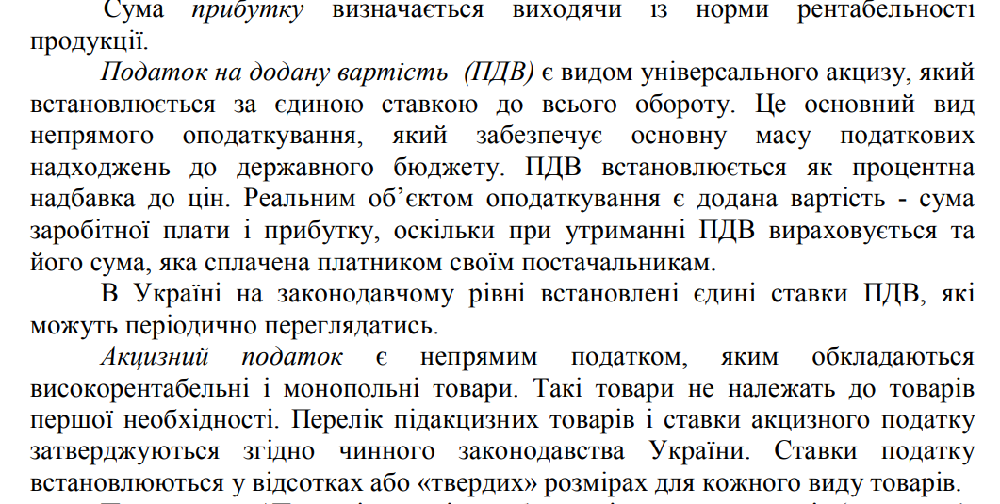 Сума прибутку визначається виходячи із норми рентабельності
продукції.
Податок на додану вартість (ПДВ) є видом універсального акцизу, який
встановлюється за єдиною ставкою до всього обороту. Це основний вид
непрямого оподаткування, який забезпечує основну масу податкових
надходжень до державного бюджету. ПДВ встановлюється як процентна
надбавка до цін. Реальним об’єктом оподаткування є додана вартість - сума
заробітної плати і прибутку, оскільки при утриманні ПДВ вираховується та
його сума, яка сплачена платником своїм постачальникам.
В Україні на законодавчому рівні встановлені єдині ставки ПДВ, які
можуть періодично переглядатись.
Акцизний податок є непрямим податком, яким обкладаються
високорентабельні і монопольні товари. Такі товари не належать до товарів
першої необхідності. Перелік підакцизних товарів і ставки акцизного податку
затверджуються згідно чинного законодавства України. Ставки податку
встановлюються у відсотках або «твердих» розмірах для кожного виду товарів.